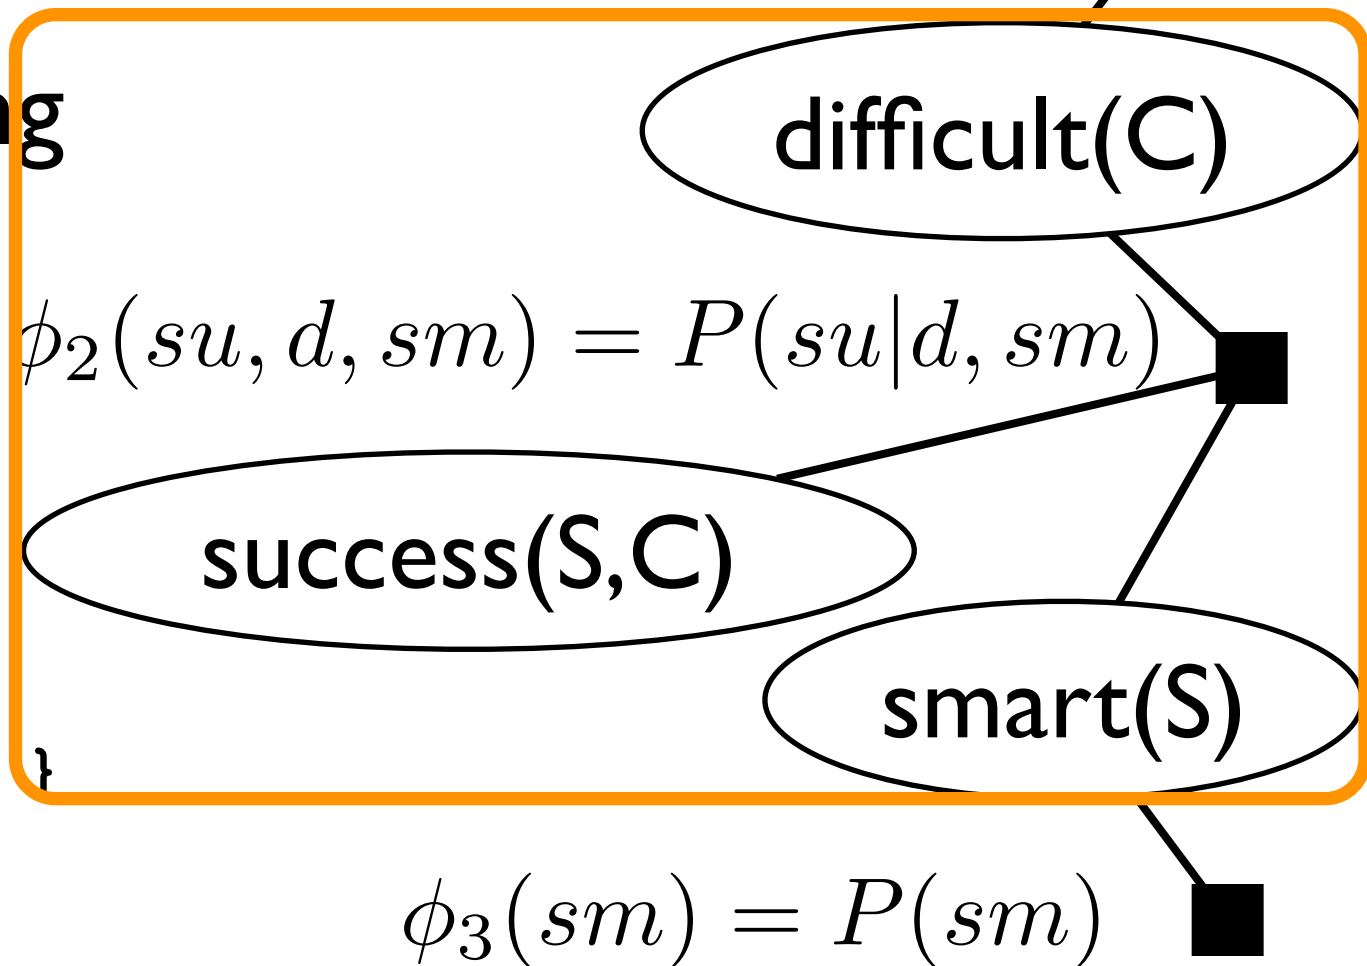 difficult(C)
g
ϕ₂(su, d, sm) = P(su|d, sm)
success(S,C)
smart(S)
}
ϕ₃(sm) = P(sm)